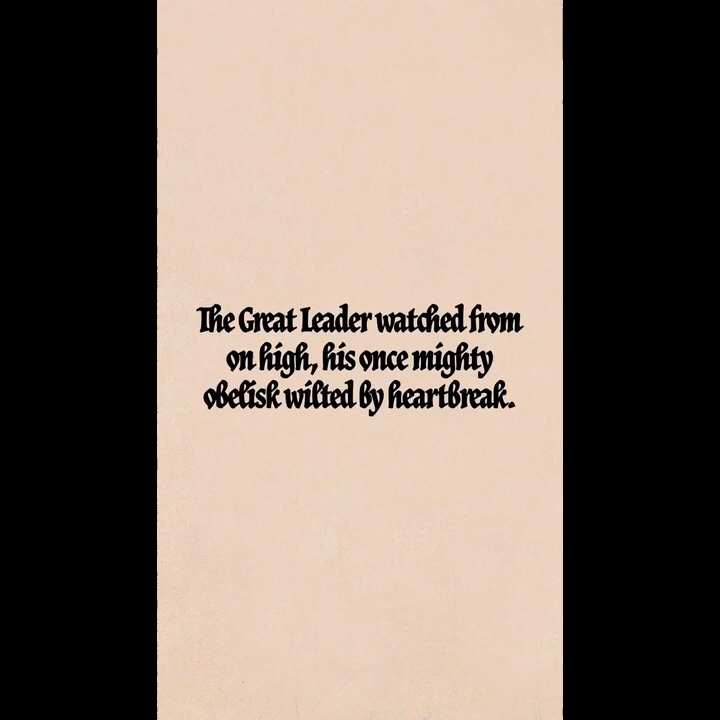 The Great Leader watched from
on high, his once mighty
obelisk wilted by heartbreak.